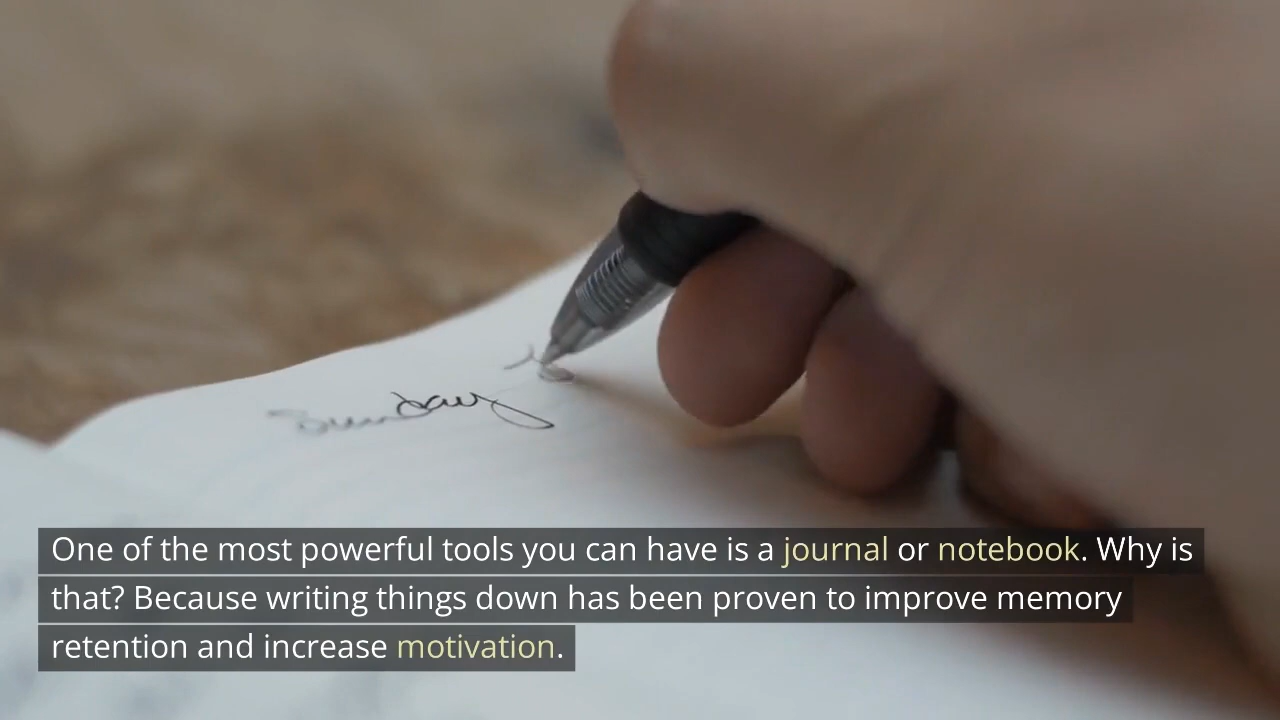 Sunday
One of the most powerful tools you can have is a journal or notebook. Why is
that? Because writing things down has been proven to improve memory
retention and increase motivation.